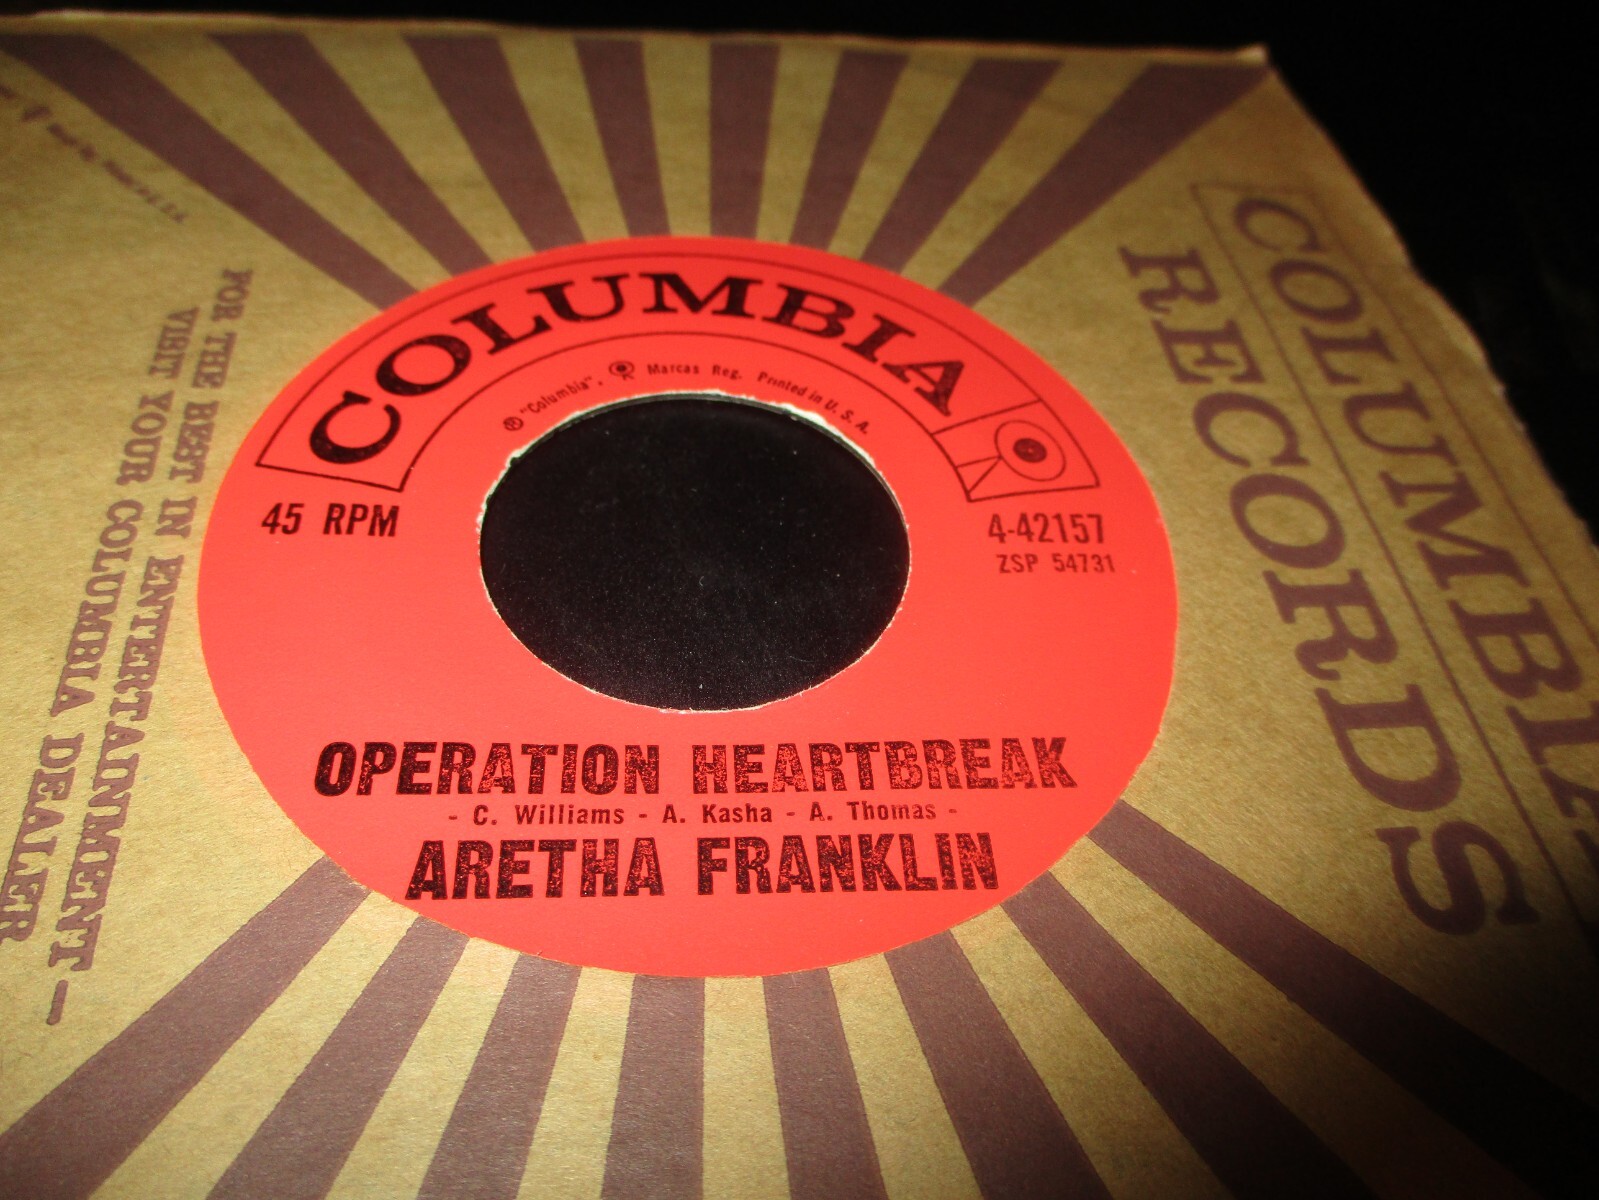 COLUMBIA
® "Columbia", Marcas Reg. Printed in U. S. A.
45 RPM
4-42157
ZSP 54731
OPERATION HEARTBREAK
- C. Williams - A. Kasha - A. Thomas -
ARETHA FRANKLIN
COLUMBIA
RECORDS
FOR THE BEST IN ENTERTAINMENT —
VISIT YOUR COLUMBIA DEALER